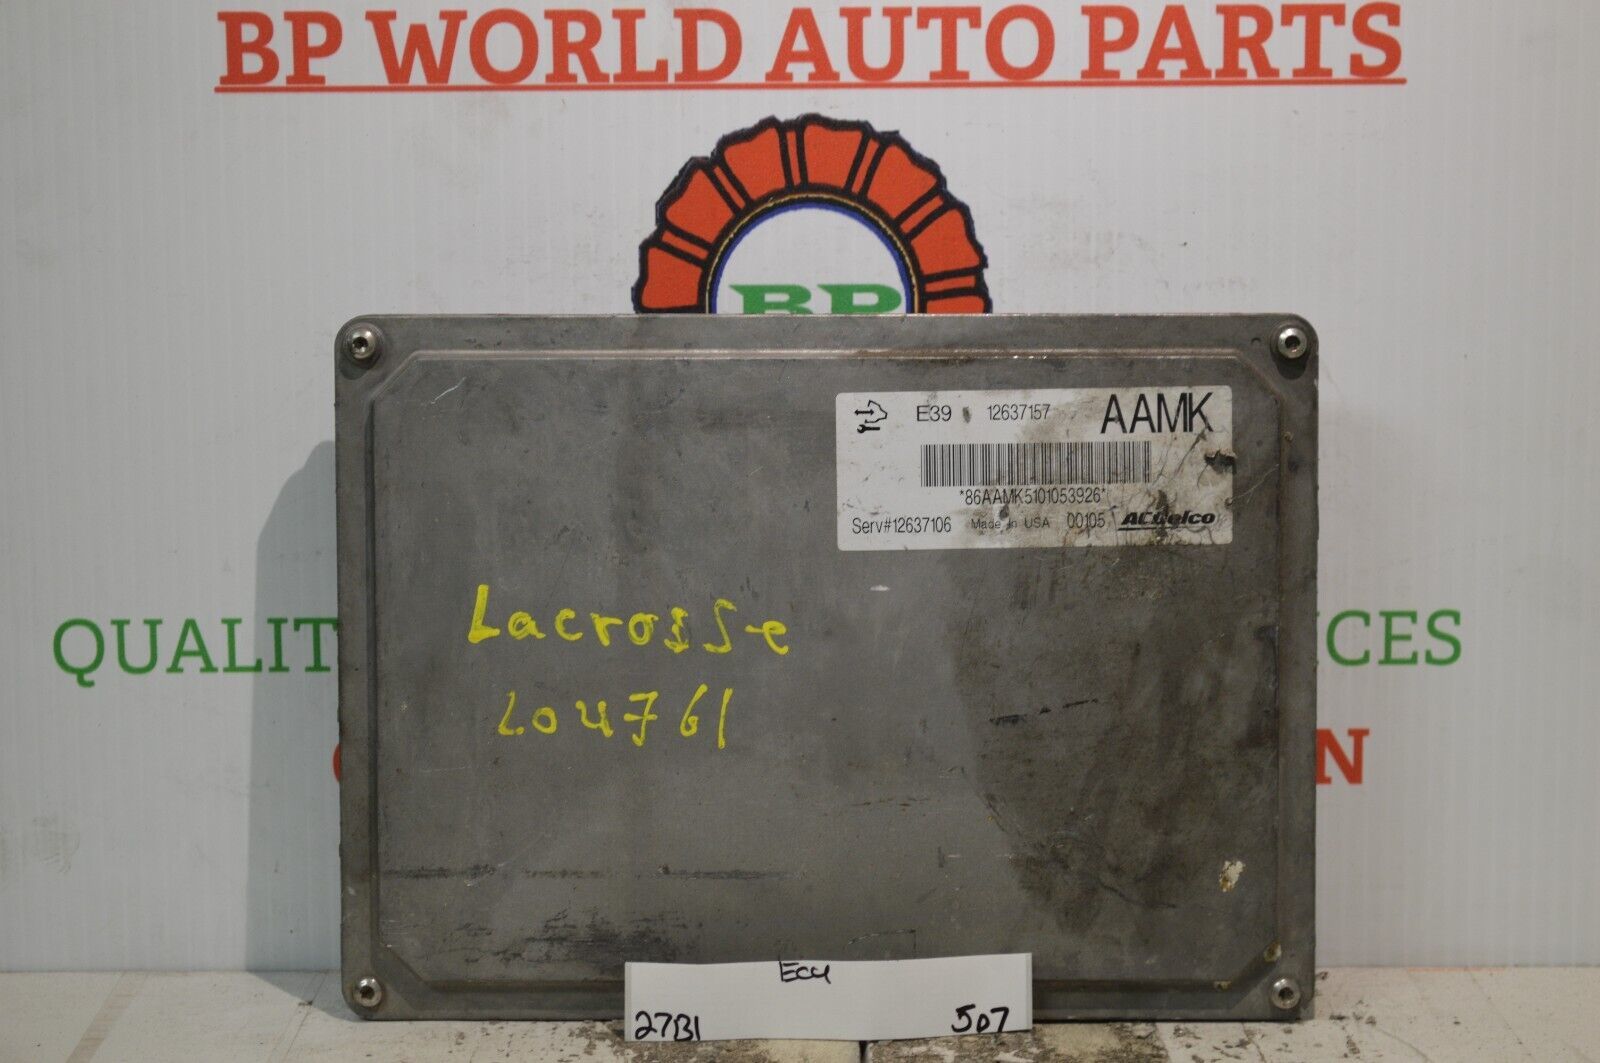 BP WORLD AUTO PARTS
BP
E39 12637157 AAMK
*86AAMK5101053926*
Serv#12637106 Made in USA 00105 ACDelco
QUALIT ICES
Lacrosse
L04761
N
Ecu
27B1 507